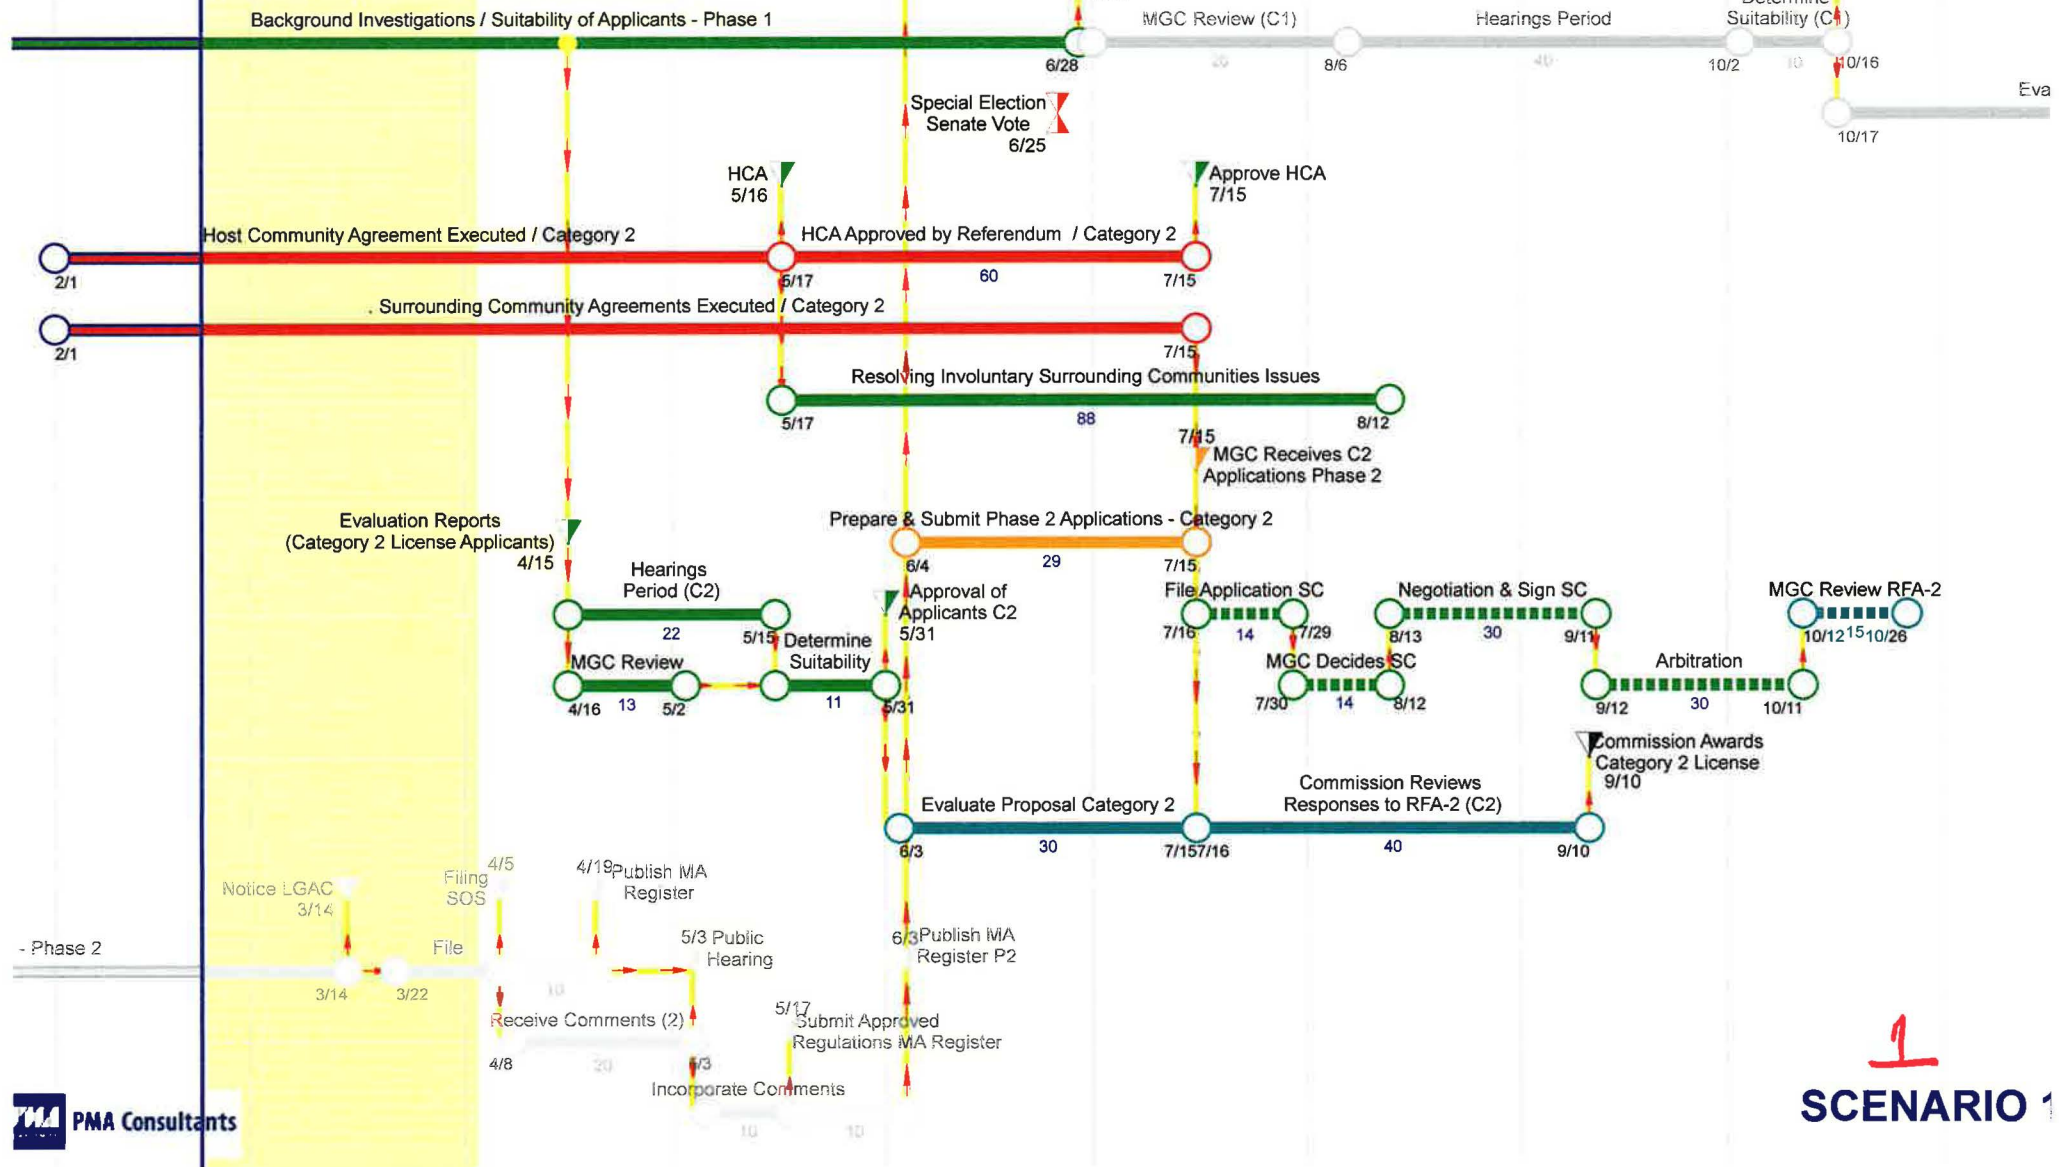 Background Investigations / Suitability of Applicants - Phase 1
MGC Review (C1)
Hearings Period
Determine
Suitability (C1)
6/28
20
8/6
40
10/2
10
10/16
Special Election
Senate Vote
6/25
Eva
10/17
HCA
5/16
Approve HCA
7/15
Host Community Agreement Executed / Category 2
HCA Approved by Referendum / Category 2
2/1
5/17
60
7/15
. Surrounding Community Agreements Executed / Category 2
2/1
7/15
Resolving Involuntary Surrounding Communities Issues
5/17
88
8/12
7/15
MGC Receives C2
Applications Phase 2
Evaluation Reports
(Category 2 License Applicants)
4/15
Prepare & Submit Phase 2 Applications - Category 2
6/4
29
7/15
Hearings
Period (C2)
22
5/15
Approval of
Applicants C2
5/31
File Application SC
7/16
14
7/29
Negotiation & Sign SC
8/13
30
9/11
MGC Review RFA-2
10/12
15
10/26
MGC Review
4/16
13
5/2
Determine
Suitability
11
5/31
MGC Decides SC
7/30
14
8/12
Arbitration
9/12
30
10/11
Commission Awards
Category 2 License
9/10
Evaluate Proposal Category 2
Commission Reviews
Responses to RFA-2 (C2)
6/3
30
7/15
7/16
40
9/10
Notice LGAC
3/14
Filing
SOS
4/5
4/19
Publish MA
Register
- Phase 2
File
3/14
3/22
10
5/3 Public
Hearing
6/3
Publish MA
Register P2
Receive Comments (2)
4/8
20
5/17
Submit Approved
Regulations MA Register
Incorporate Comments
10
10
1
PMA Consultants
SCENARIO 1